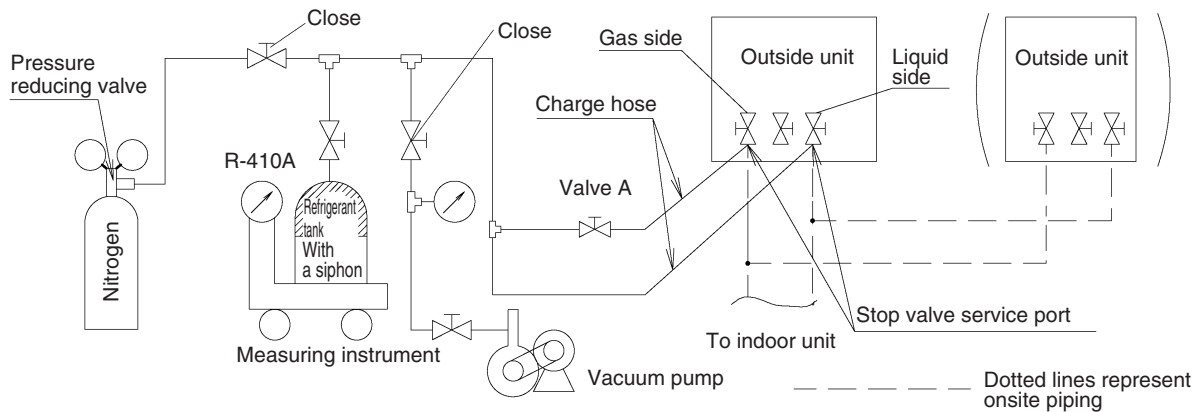 Close
Pressure
reducing valve
Close
Gas side
Outside unit
Liquid
side
Outside unit
Charge hose
R-410A
Valve A
Refrigerant
tank
With
a siphon
Nitrogen
Measuring instrument
Vacuum pump
To indoor unit
Stop valve service port
Dotted lines represent
onsite piping